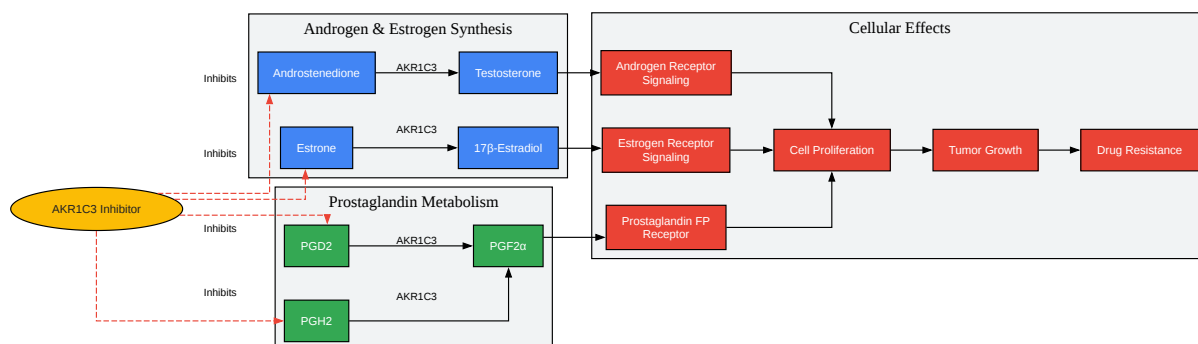 Androgen & Estrogen Synthesis
Cellular Effects
Inhibits
Androstenedione
AKR1C3
Testosterone
Androgen Receptor
Signaling
Inhibits
Estrone
AKR1C3
17β-Estradiol
Estrogen Receptor
Signaling
Cell Proliferation
Tumor Growth
Drug Resistance
AKR1C3 Inhibitor
Prostaglandin Metabolism
Inhibits
PGD2
AKR1C3
PGF2α
Prostaglandin FP
Receptor
Inhibits
PGH2
AKR1C3